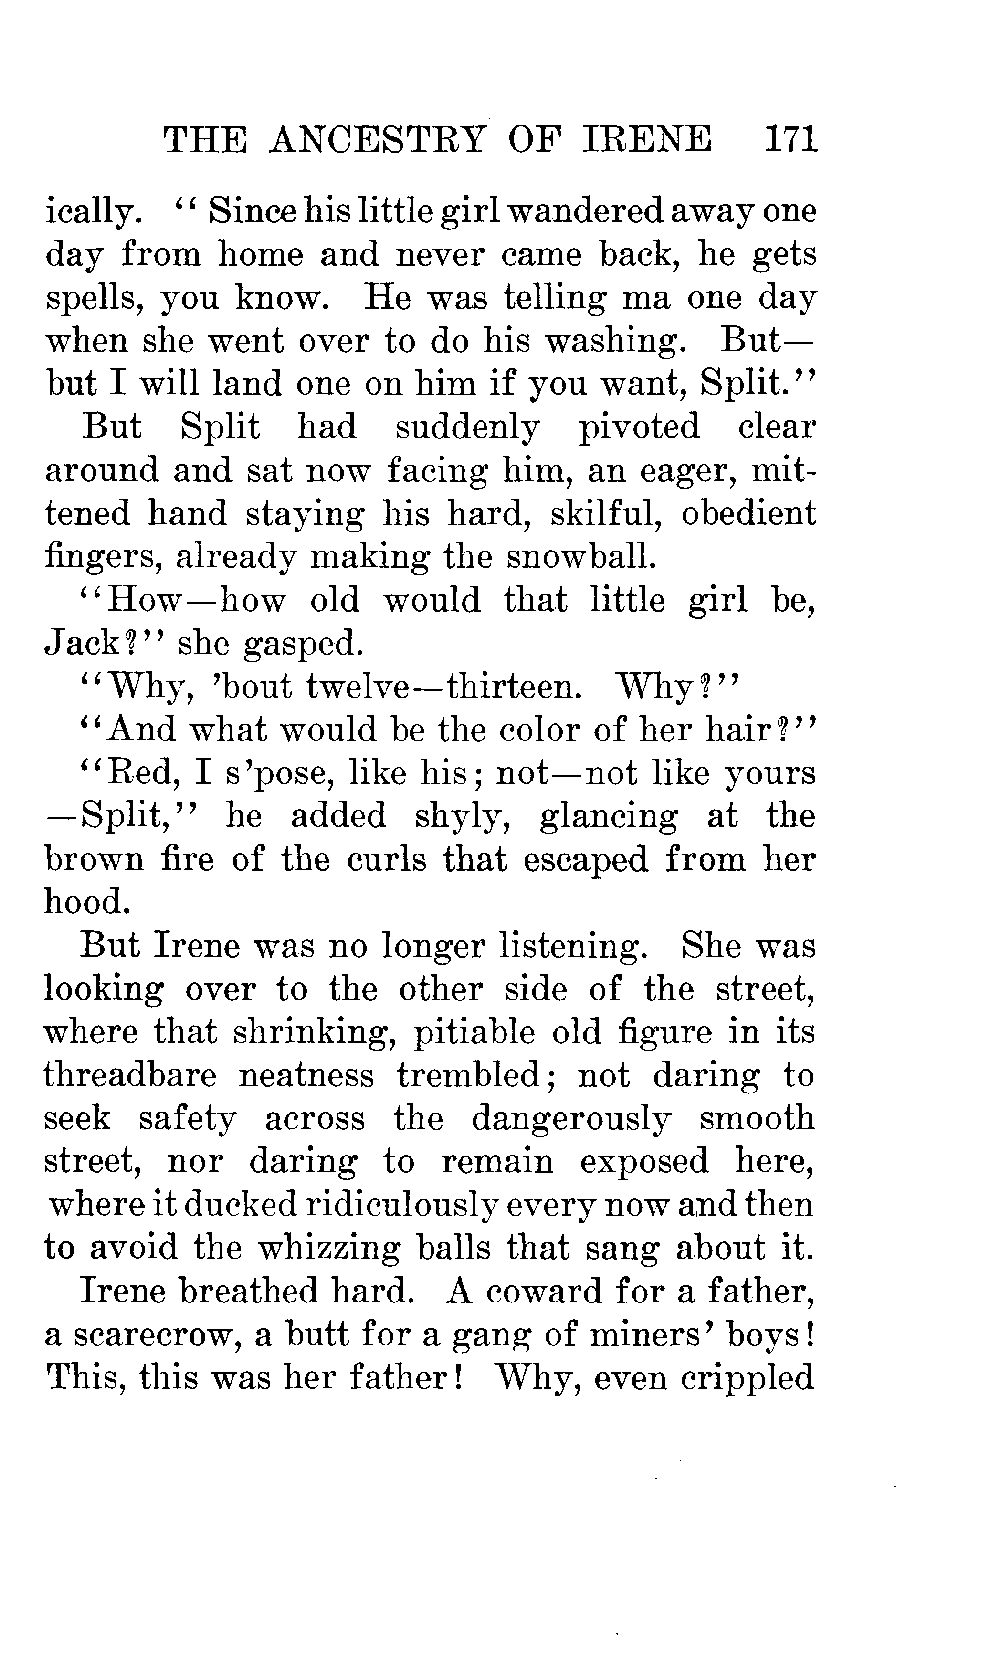 THE ANCESTRY OF IRENE 171
ically. "Since his little girl wandered away one
day from home and never came back, he gets
spells, you know. He was telling ma one day
when she went over to do his washing. But—
but I will land one on him if you want, Split."
But Split had suddenly pivoted clear
around and sat now facing him, an eager, mit-
tened hand staying his hard, skilful, obedient
fingers, already making the snowball.
"How—how old would that little girl be,
Jack?" she gasped.
"Why, 'bout twelve—thirteen. Why?"
"And what would be the color of her hair?"
"Red, I s'pose, like his; not—not like yours
—Split," he added shyly, glancing at the
brown fire of the curls that escaped from her
hood.
But Irene was no longer listening. She was
looking over to the other side of the street,
where that shrinking, pitiable old figure in its
threadbare neatness trembled; not daring to
seek safety across the dangerously smooth
street, nor daring to remain exposed here,
where it ducked ridiculously every now and then
to avoid the whizzing balls that sang about it.
Irene breathed hard. A coward for a father,
a scarecrow, a butt for a gang of miners' boys!
This, this was her father! Why, even crippled